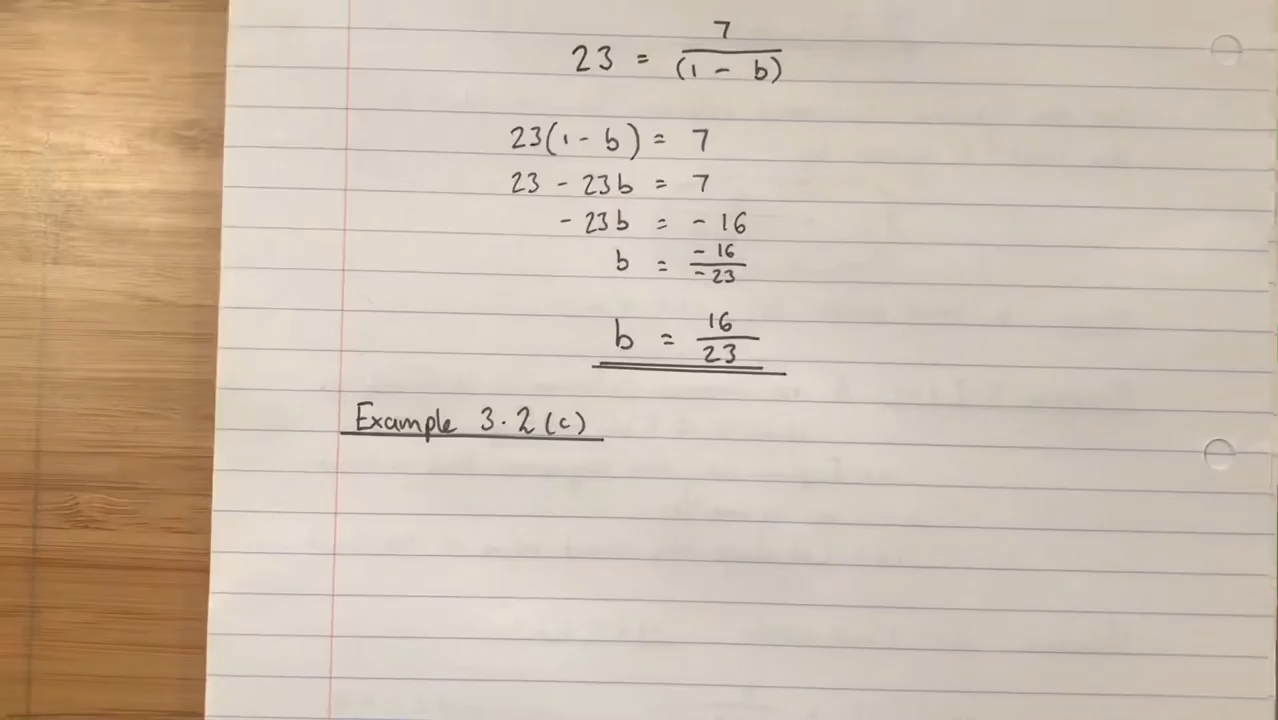 23 = 7/(1 - b)
23(1 - b) = 7
23 - 23b = 7
- 23b = - 16
b = - 16/- 23
b = 16/23
Example 3.2(c)